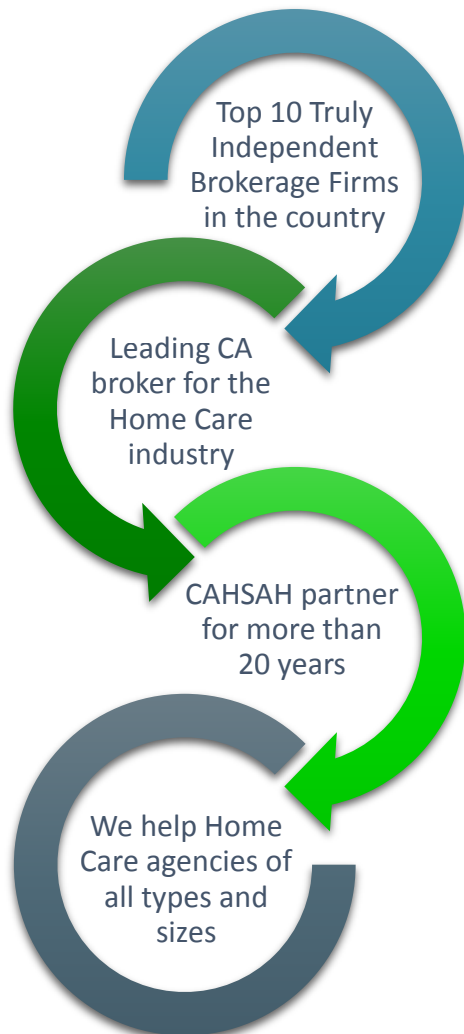 Top 10 Truly
Independent
Brokerage Firms
in the country
Leading CA
broker for the
Home Care
industry
CAHSAH partner
for more than
20 years
We help Home
Care agencies of
all types and
sizes